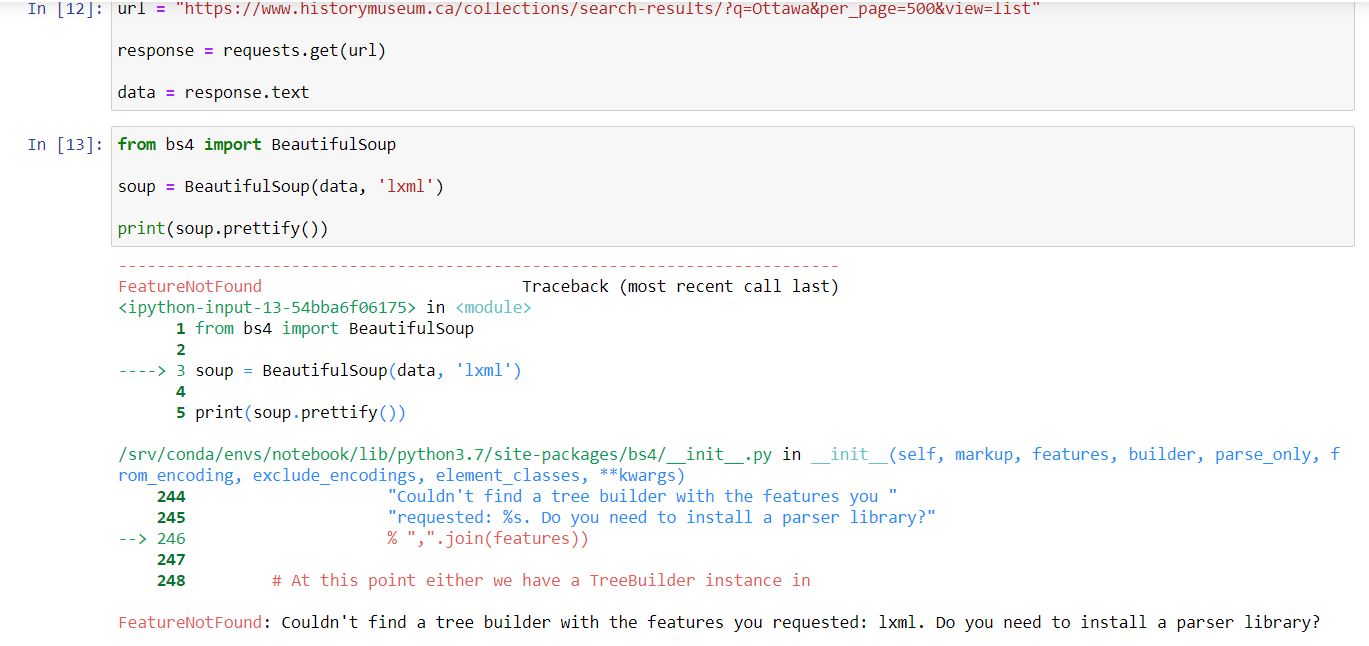 In [12]: url = "https://www.historymuseum.ca/collections/search-results/?q=Ottawa&per_page=500&view=list"
response = requests.get(url)
data = response.text
In [13]: from bs4 import BeautifulSoup
soup = BeautifulSoup(data, 'lxml')
print(soup.prettify())
---------------------------------------------------------------------------
FeatureNotFound                           Traceback (most recent call last)
<ipython-input-13-54bba6f06175> in <module>
      1 from bs4 import BeautifulSoup
      2
----> 3 soup = BeautifulSoup(data, 'lxml')
      4
      5 print(soup.prettify())
/srv/conda/envs/notebook/lib/python3.7/site-packages/bs4/__init__.py in __init__(self, markup, features, builder, parse_only, f
rom_encoding, exclude_encodings, element_classes, **kwargs)
    244                     "Couldn't find a tree builder with the features you "
    245                     "requested: %s. Do you need to install a parser library?"
--> 246                     % ",".join(features))
    247
    248         # At this point either we have a TreeBuilder instance in
FeatureNotFound: Couldn't find a tree builder with the features you requested: lxml. Do you need to install a parser library?